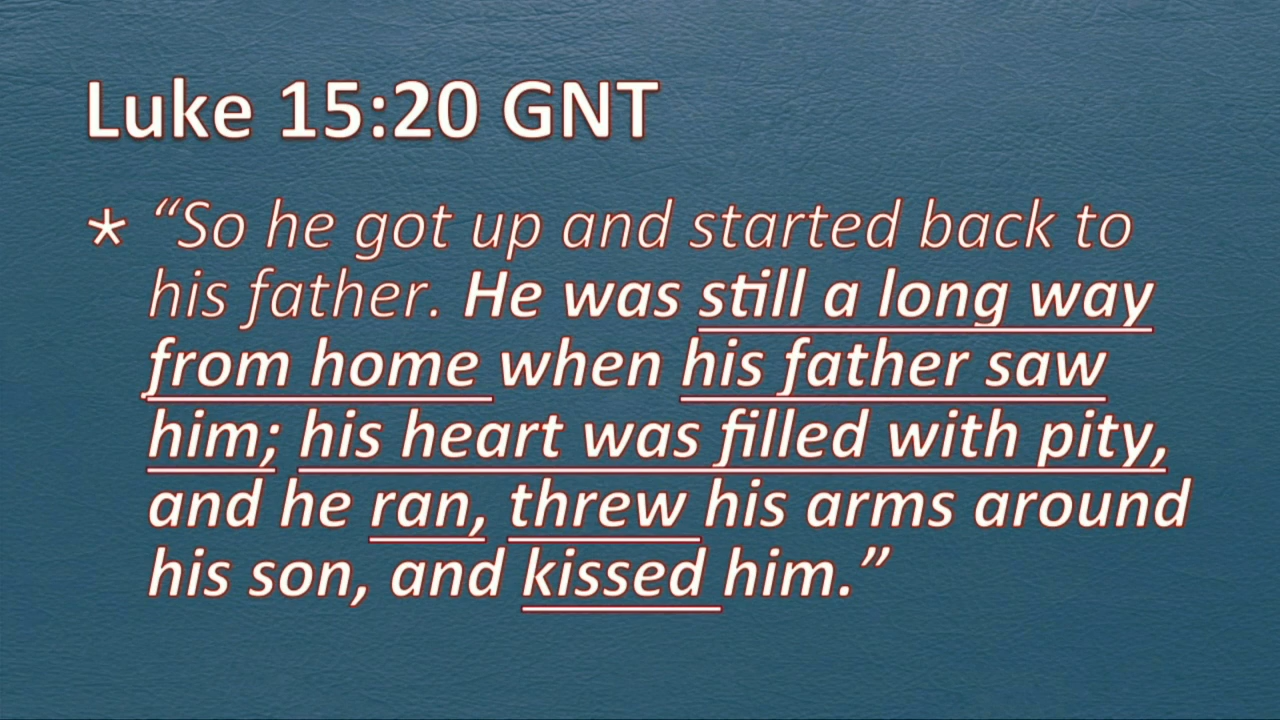 Luke 15:20 GNT
* “So he got up and started back to
his father. He was still a long way
from home when his father saw
him; his heart was filled with pity,
and he ran, threw his arms around
his son, and kissed him.”